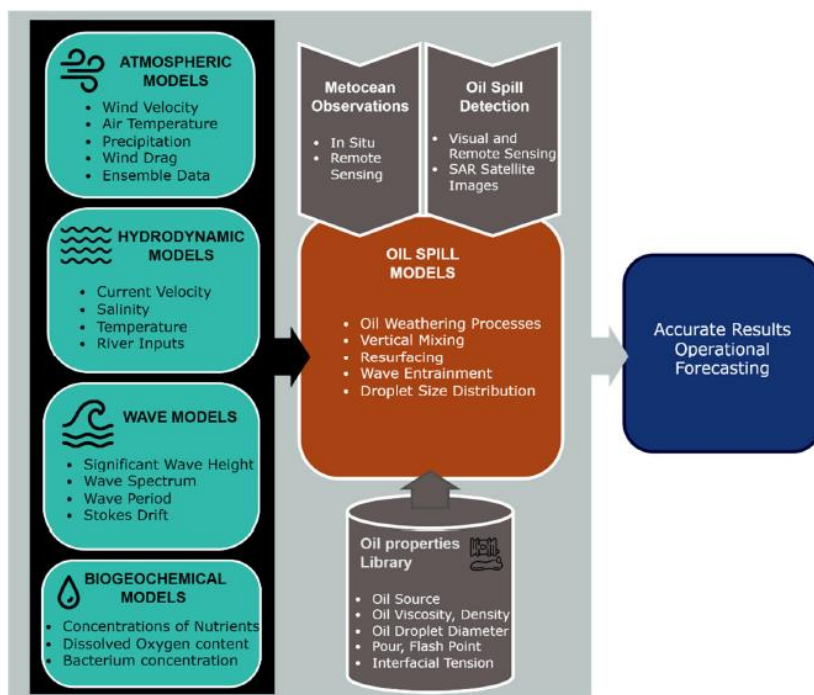 ATMOSPHERIC
MODELS
• Wind Velocity
• Air Temperature
• Precipitation
• Wind Drag
• Ensemble Data
HYDRODYNAMIC
MODELS
• Current Velocity
• Salinity
• Temperature
• River Inputs
WAVE MODELS
• Significant Wave Height
• Wave Spectrum
• Wave Period
• Stokes Drift
BIOGEOCHEMICAL
MODELS
• Concentrations of Nutrients
• Dissolved Oxygen content
• Bacterium concentration
Metocean
Observations
• In Situ
• Remote
Sensing
Oil Spill
Detection
• Visual and
Remote Sensing
• SAR Satellite
Images
OIL SPILL
MODELS
• Oil Weathering Processes
• Vertical Mixing
• Resurfacing
• Wave Entrainment
• Droplet Size Distribution
Oil properties
Library
• Oil Source
• Oil Viscosity, Density
• Oil Droplet Diameter
• Pour, Flash Point
• Interfacial Tension
Accurate Results
Operational
Forecasting